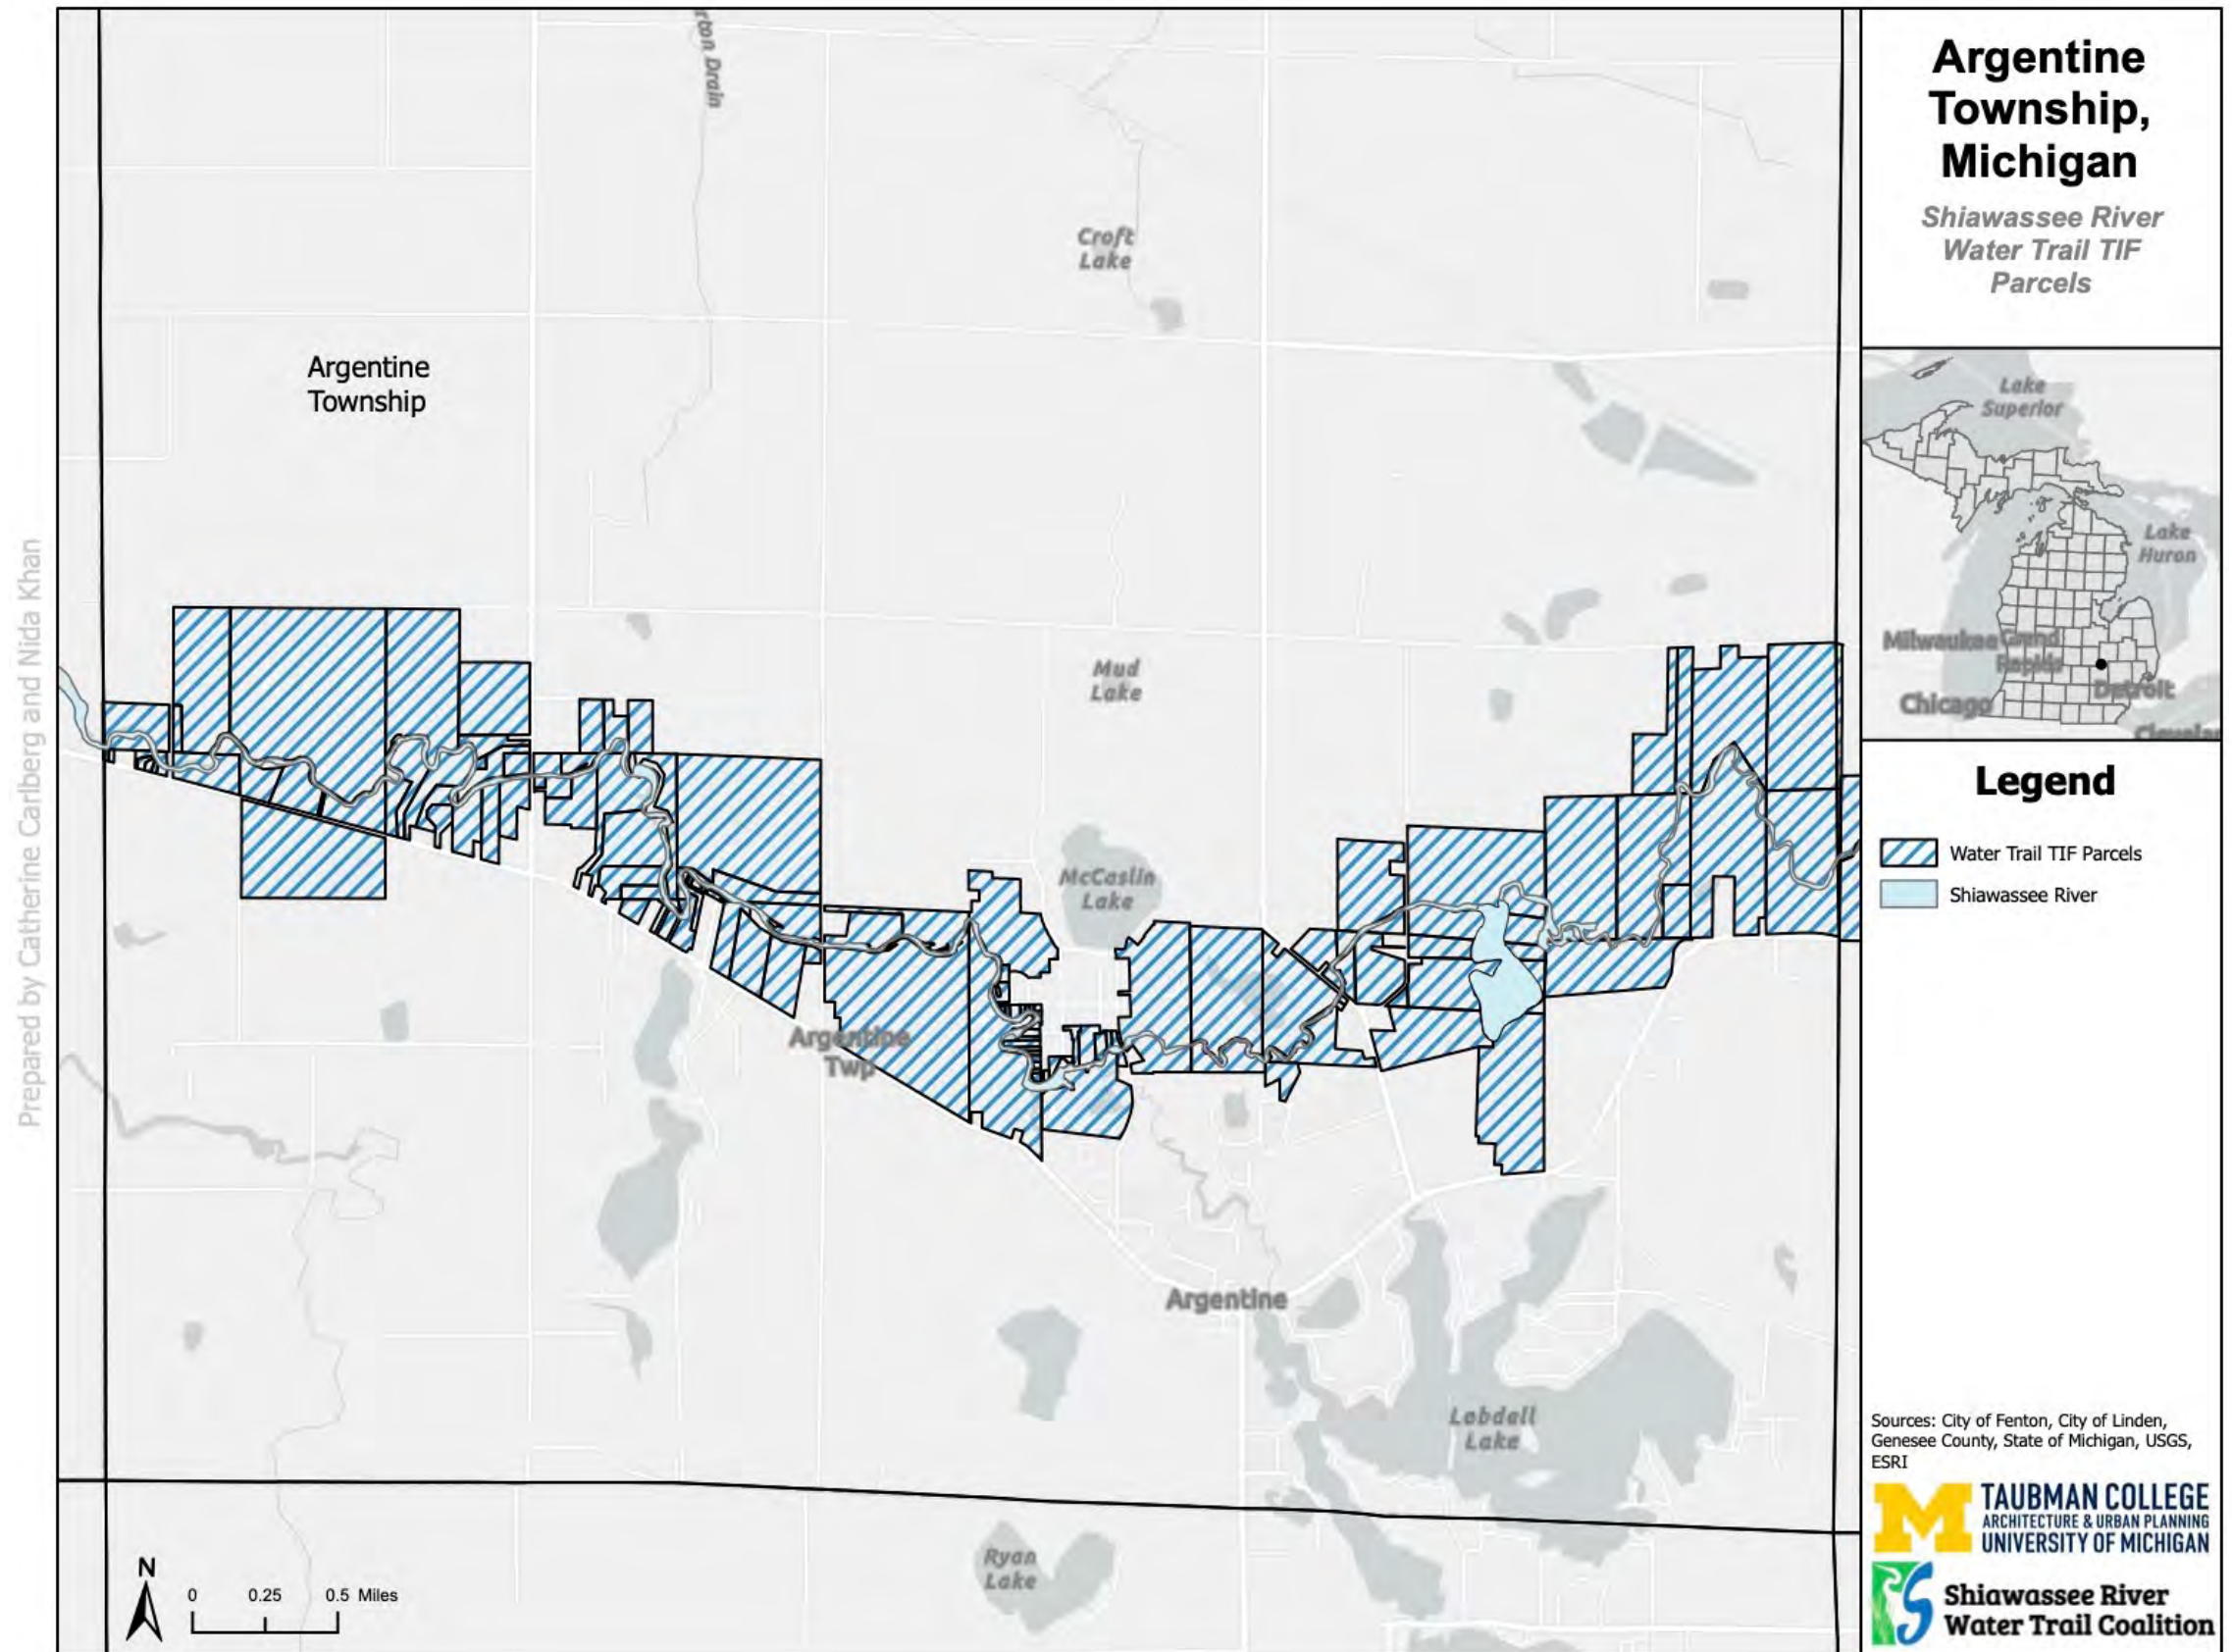 Argentine
Township,
Michigan
Shiawassee River
Water Trail TIF
Parcels
Drain
Croft
Lake
Argentine
Township
Mud
Lake
McCaslin
Lake
Argentine
Twp
Argentine
Lobdell
Lake
Ryan
Lake
N
0 0.25 0.5 Miles
Prepared by Catherine Carlberg and Nida Khan
Lake
Superior
Lake
Huron
Milwaukee
Grand
Rapids
Detroit
Chicago
Legend
Water Trail TIF Parcels
Shiawassee River
Sources: City of Fenton, City of Linden,
Genesee County, State of Michigan, USGS,
ESRI
M
TAUBMAN COLLEGE
ARCHITECTURE & URBAN PLANNING
UNIVERSITY OF MICHIGAN
Shiawassee River
Water Trail Coalition